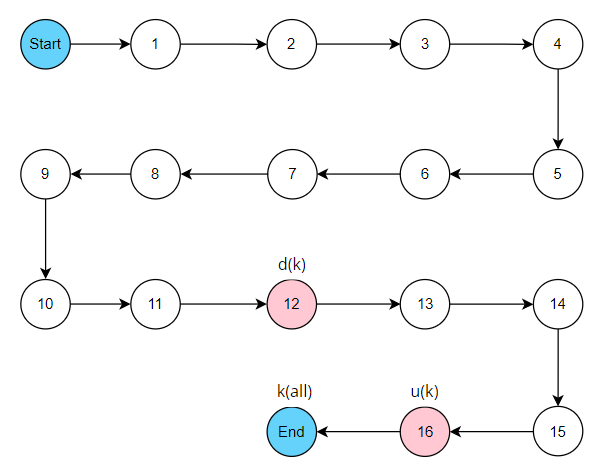 Start 1 2 3 4
9 8 7 6 5
d(k)
10 11 12 13 14
k(all) u(k)
End 16 15